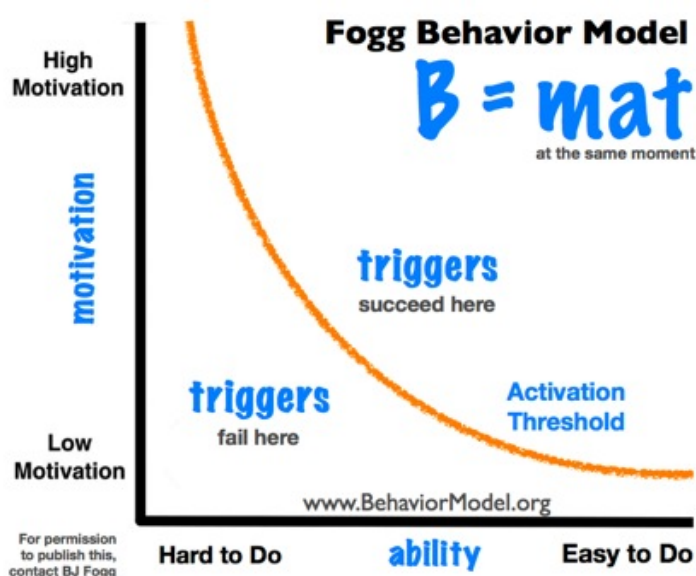 Fogg Behavior Model
B = mat
at the same moment
High
Motivation
motivation
triggers
succeed here
triggers
fail here
Activation
Threshold
Low
Motivation
www.BehaviorModel.org
For permission
to publish this,
contact BJ Fogg
Hard to Do
ability
Easy to Do